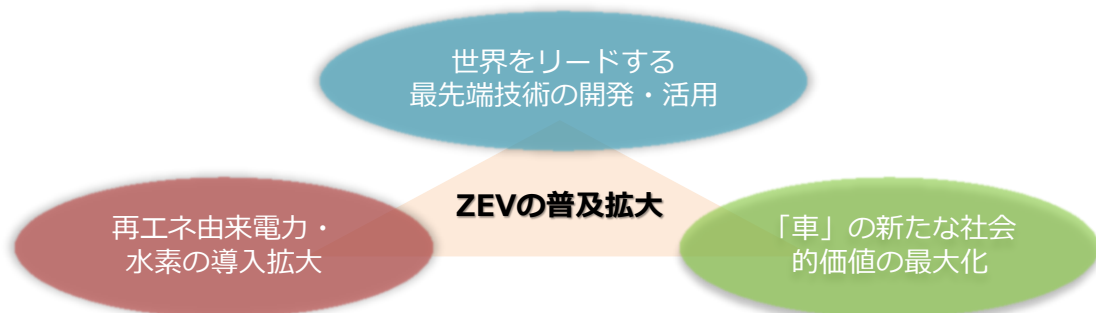 世界をリードする
最先端技術の開発・活用
ZEVの普及拡大
再エネ由来電力・
水素の導入拡大
「車」の新たな社会
的価値の最大化